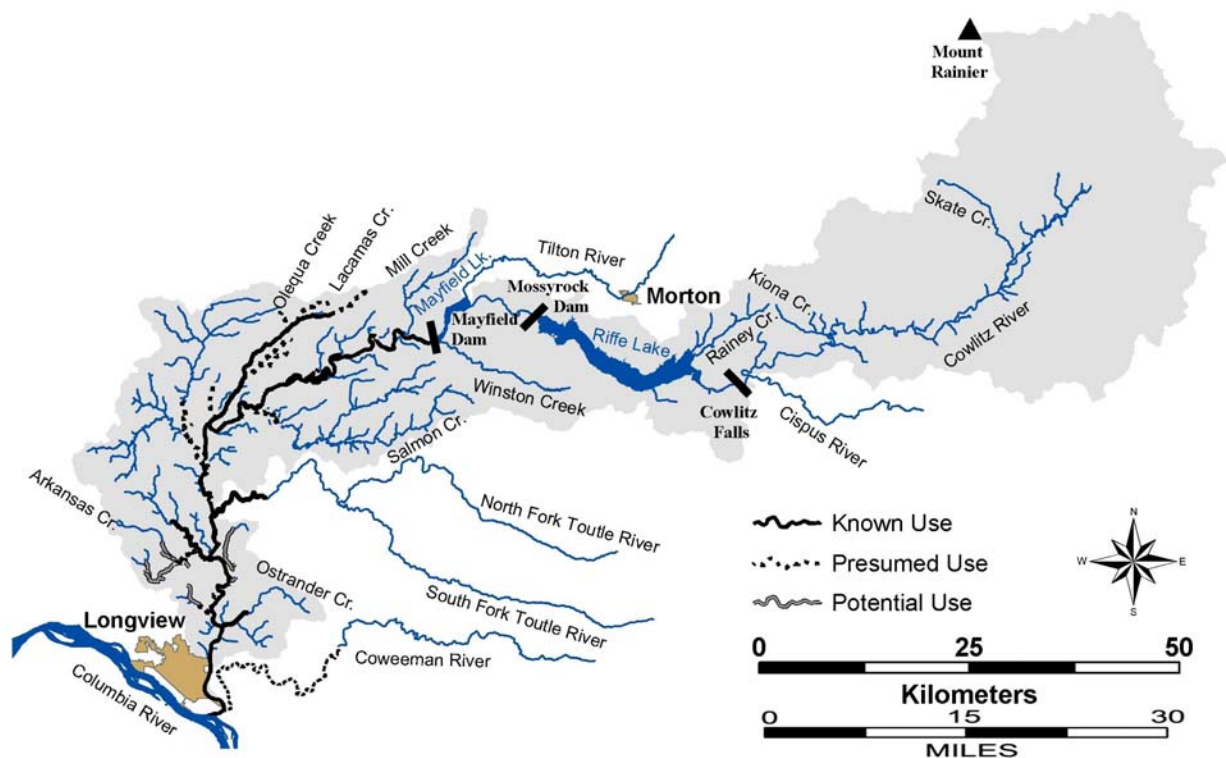 Mount
Rainier
Skate Cr.
Olequa Creek
Lacamas Cr.
Mill Creek
Mayfield Lk.
Tilton River
Mossyrock
Dam
Morton
Kiona Cr.
Mayfield
Dam
Riffe Lake
Rainey Cr.
Cowlitz River
Winston Creek
Cowlitz
Falls
Cispus River
Salmon Cr.
Arkansas Cr.
North Fork Toutle River
Known Use
Presumed Use
Potential Use
N
W
E
S
Ostrander Cr.
South Fork Toutle River
Longview
Coweeman River
Columbia River
0 25 50
Kilometers
0 15 30
MILES